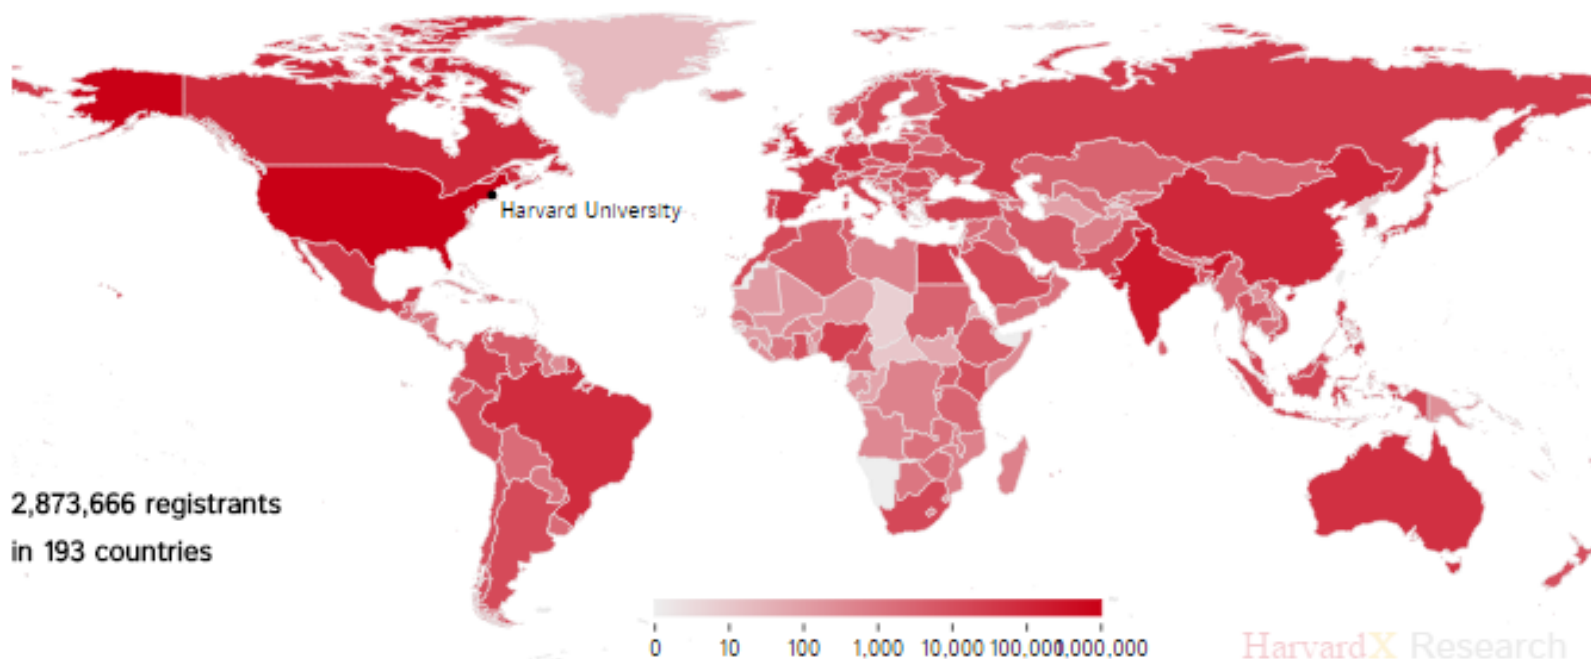 Harvard University
2,873,666 registrants
in 193 countries
0 10 100 1,000 10,000 100,000 1,000,000
HarvardX Research